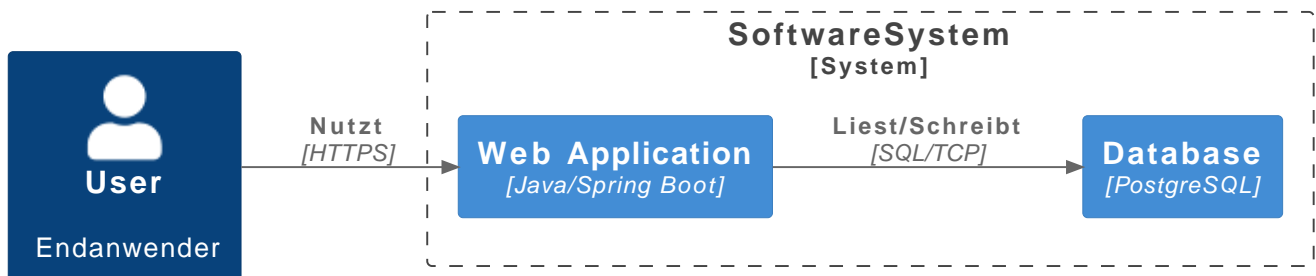 SoftwareSystem
[System]
User
Endanwender
Nutzt
[HTTPS]
Web Application
[Java/Spring Boot]
Liest/Schreibt
[SQL/TCP]
Database
[PostgreSQL]